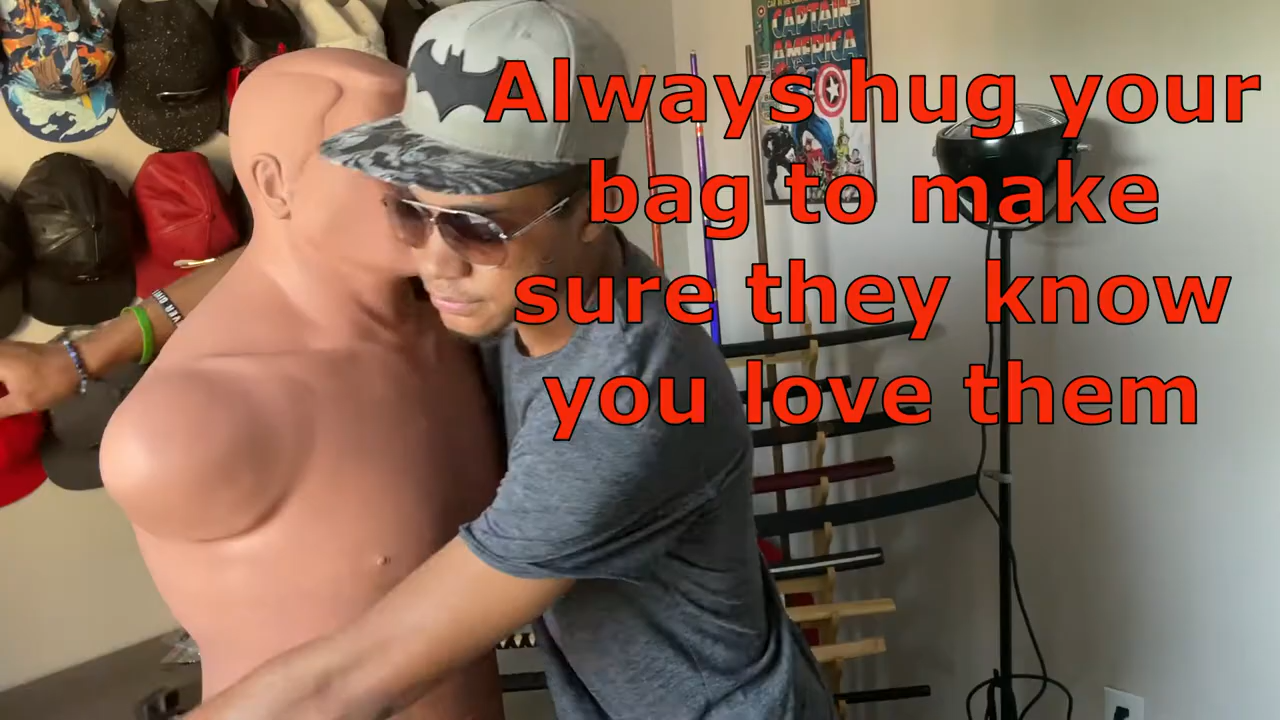 CAPTAIN
AMERICA
Always hug your
bag to make
sure they know
you love them